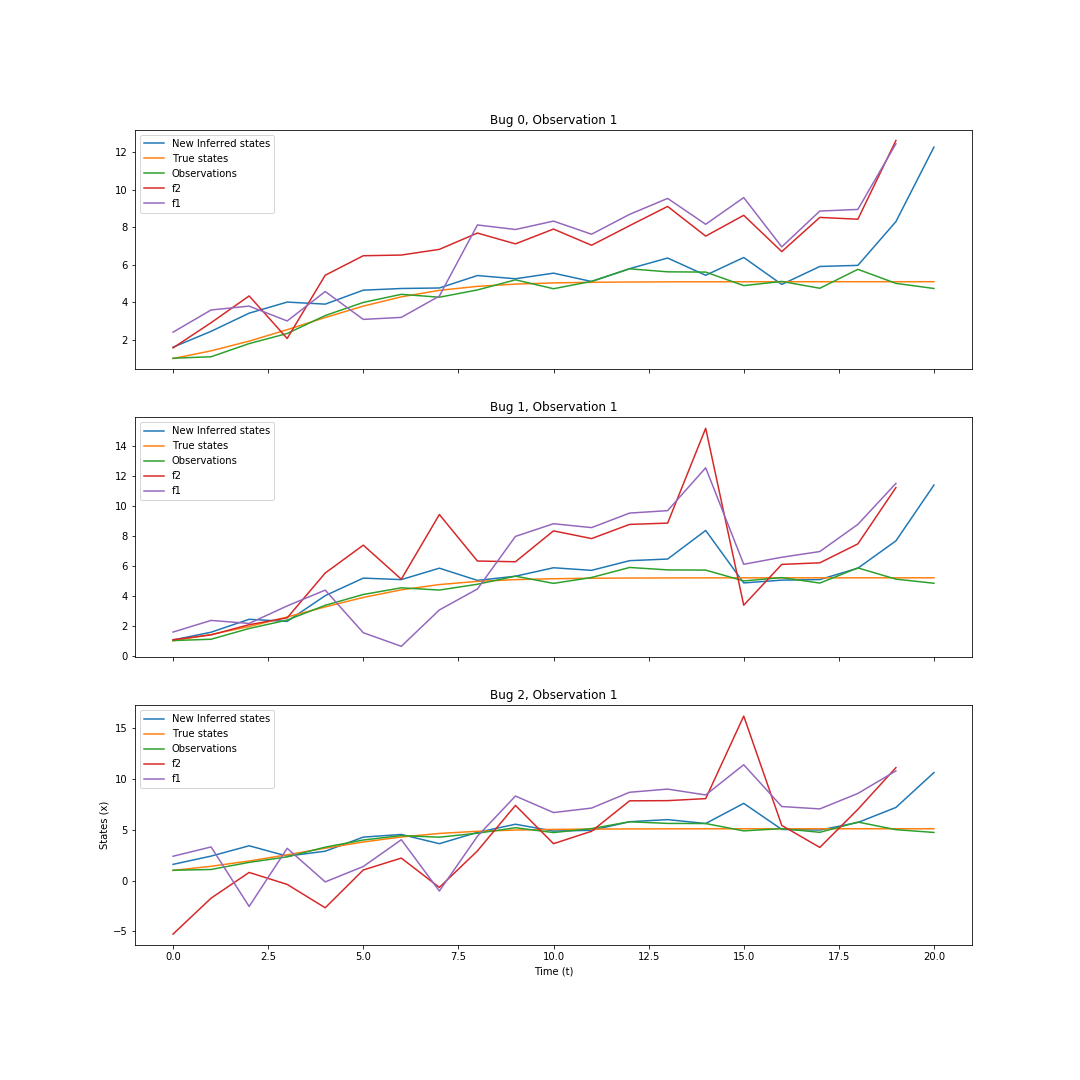 Bug 0, Observation 1
New Inferred states
True states
Observations
f2
f1
12
10
8
6
4
2
Bug 1, Observation 1
New Inferred states
True states
Observations
f2
f1
14
12
10
8
6
4
2
0
Bug 2, Observation 1
New Inferred states
True states
Observations
f2
f1
15
10
5
0
−5
States (x)
0.0 2.5 5.0 7.5 10.0 12.5 15.0 17.5 20.0
Time (t)